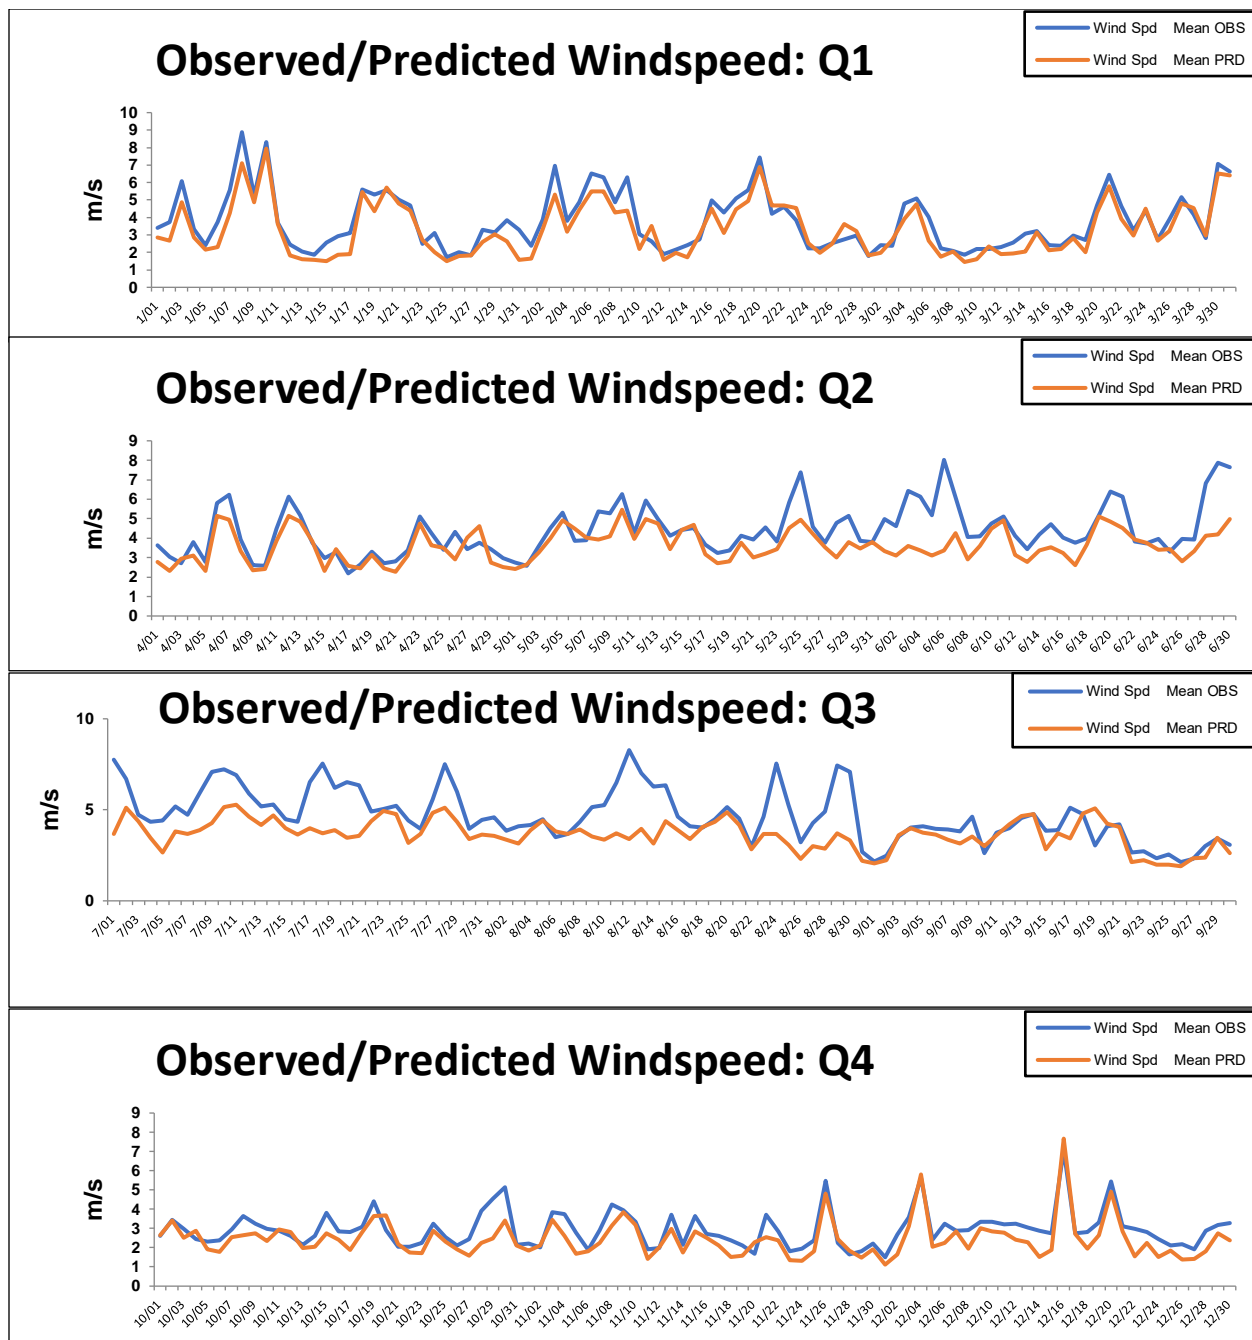 Observed/Predicted Windspeed: Q1
Wind Spd Mean OBS
Wind Spd Mean PRD
m/s
10
9
8
7
6
5
4
3
2
1
0
1/01 1/03 1/05 1/07 1/09 1/11 1/13 1/15 1/17 1/19 1/21 1/23 1/25 1/27 1/29 1/31 2/02 2/04 2/06 2/08 2/10 2/12 2/14 2/16 2/18 2/20 2/22 2/24 2/26 2/28 3/02 3/04 3/06 3/08 3/10 3/12 3/14 3/16 3/18 3/20 3/22 3/24 3/26 3/28 3/30
Observed/Predicted Windspeed: Q2
Wind Spd Mean OBS
Wind Spd Mean PRD
m/s
9
8
7
6
5
4
3
2
1
0
4/01 4/03 4/05 4/07 4/09 4/11 4/13 4/15 4/17 4/19 4/21 4/23 4/25 4/27 4/29 5/01 5/03 5/05 5/07 5/09 5/11 5/13 5/15 5/17 5/19 5/21 5/23 5/25 5/27 5/29 5/31 6/02 6/04 6/06 6/08 6/10 6/12 6/14 6/16 6/18 6/20 6/22 6/24 6/26 6/28 6/30
Observed/Predicted Windspeed: Q3
Wind Spd Mean OBS
Wind Spd Mean PRD
m/s
10
5
0
7/01 7/03 7/05 7/07 7/09 7/11 7/13 7/15 7/17 7/19 7/21 7/23 7/25 7/27 7/29 7/31 8/02 8/04 8/06 8/08 8/10 8/12 8/14 8/16 8/18 8/20 8/22 8/24 8/26 8/28 8/30 9/01 9/03 9/05 9/07 9/09 9/11 9/13 9/15 9/17 9/19 9/21 9/23 9/25 9/27 9/29
Observed/Predicted Windspeed: Q4
Wind Spd Mean OBS
Wind Spd Mean PRD
m/s
9
8
7
6
5
4
3
2
1
0
10/01 10/03 10/05 10/07 10/09 10/11 10/13 10/15 10/17 10/19 10/21 10/23 10/25 10/27 10/29 10/31 11/02 11/04 11/06 11/08 11/10 11/12 11/14 11/16 11/18 11/20 11/22 11/24 11/26 11/28 11/30 12/02 12/04 12/06 12/08 12/10 12/12 12/14 12/16 12/18 12/20 12/22 12/24 12/26 12/28 12/30